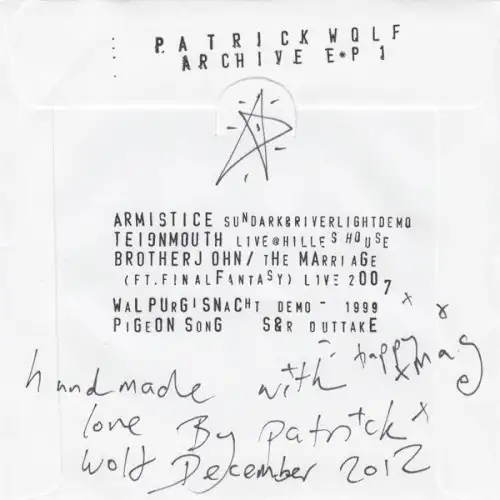 PATRICK WOLF
ARCHIVE E*P 1
ARMISTICE SUNDARK&RIVERLIGHTDEMO
TEIGNMOUTH LIVE@HILLES HOUSE
BROTHERJOHN/ THE MARRIAGE
(FT.FINALFANTASY) LIVE 2007
WALPURGISNACHT DEMO - 1999
PIGEON SONG S&R OUTTAKE
- happy
xmas
handmade with
love By patrick x
Wolf December 2012